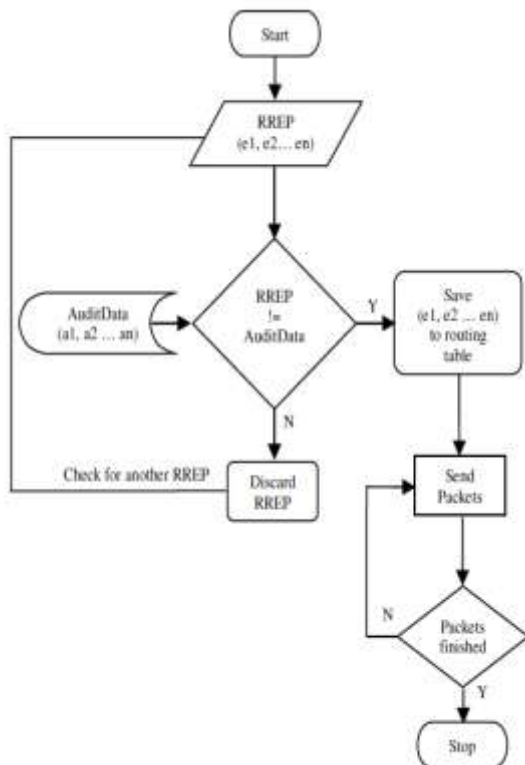 Start
RREP
(e1, e2... en)
RREP
!=
AuditData
AuditData
(a1, a2 ... an)
Y
Save
(e1, e2 ... en)
to routing
table
N
Check for another RREP
Discard
RREP
Send
Packets
N
Packets
finished
Y
Stop